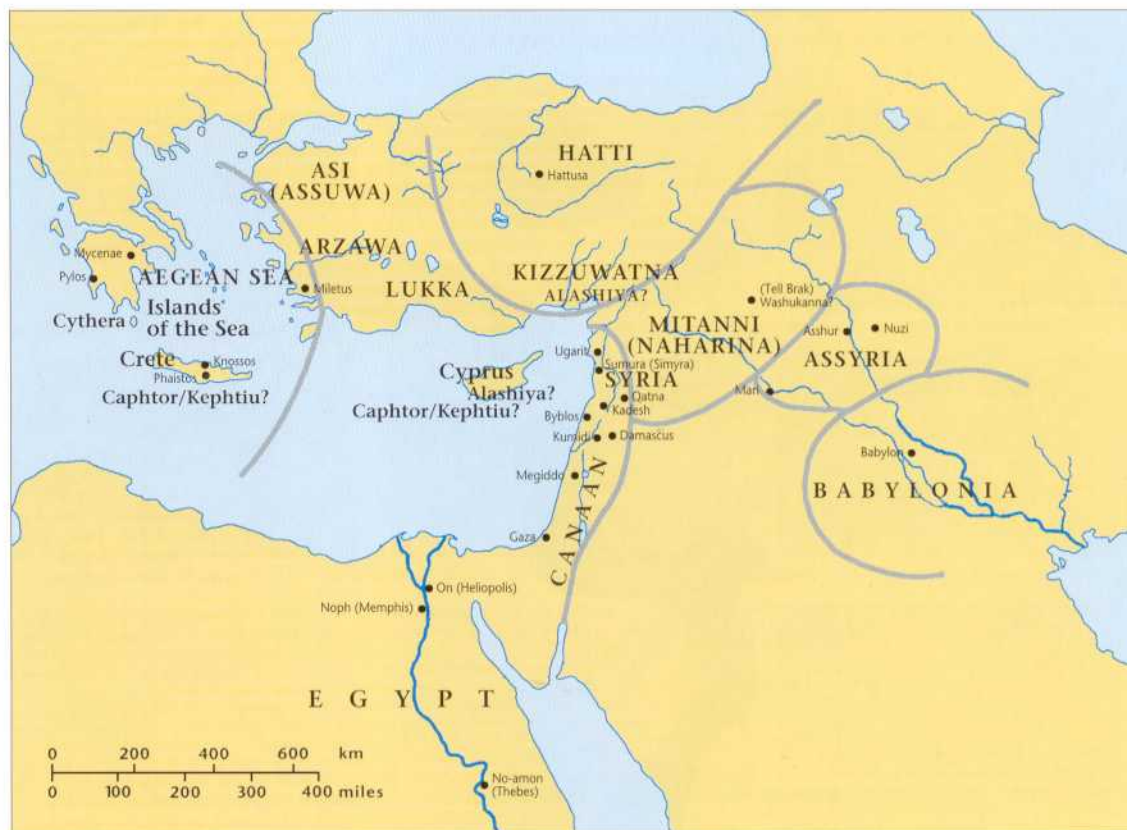 HATTI
Hattusa
ASI
(ASSUWA)
ARZAWA
Mycenae
Pylos
AEGEAN SEA
Miletus
LUKKA
KIZZUWATNA
ALASHIYA?
Islands
of the Sea
Cythera
(Tell Brak)
Washukanna?
MITANNI
(NAHARINA)
Asshur
Nuzi
ASSYRIA
Crete
Knossos
Phaistos
Caphtor/Kephtiu?
Ugarit
Sumura (Simyra)
Cyprus
Alashiya?
Caphtor/Kephtiu?
SYRIA
Qatna
Kadesh
Mari
Byblos
Kumidi
Damascus
Babylon
BABYLONIA
Megiddo
CANAAN
Gaza
On (Heliopolis)
Noph (Memphis)
EGYPT
0 200 400 600 km
0 100 200 300 400 miles
No-amon
(Thebes)